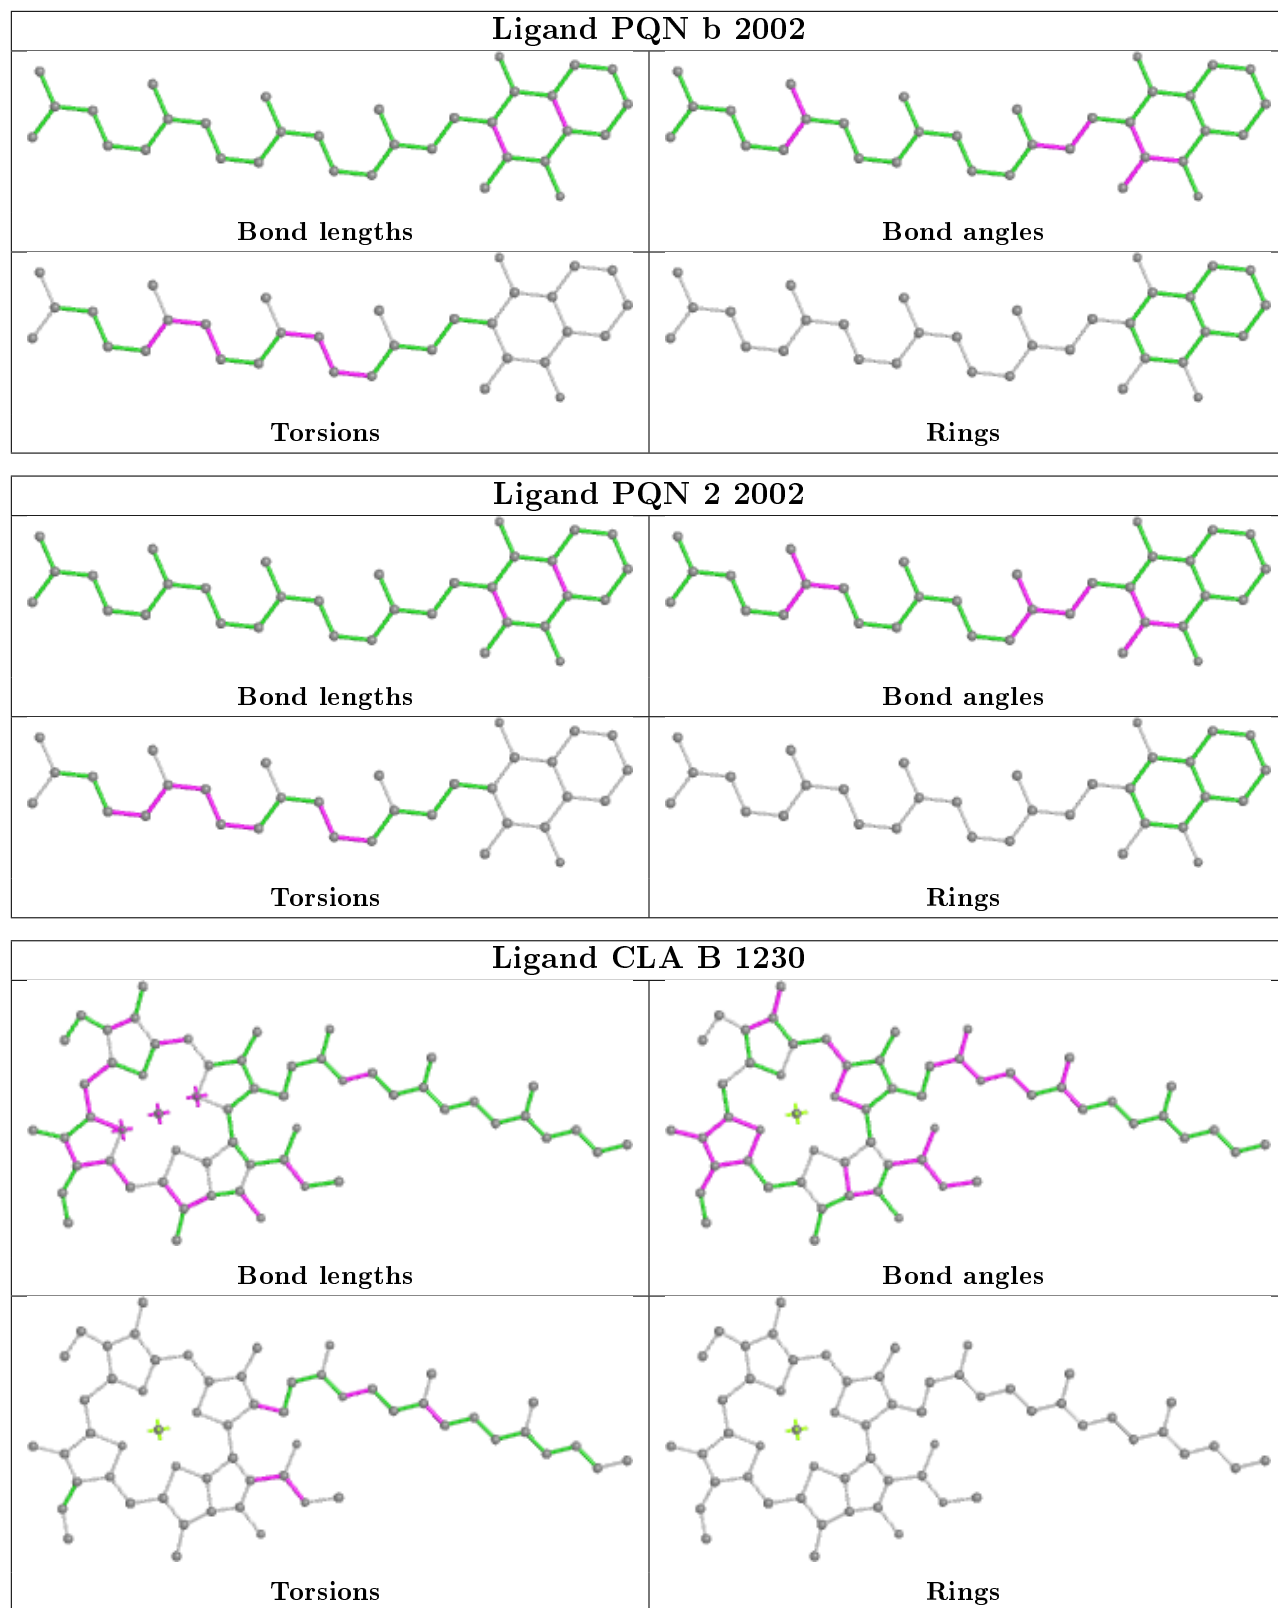 Ligand PQN b 2002
Bond lengths
Bond angles
Torsions
Rings
Ligand PQN 2 2002
Bond lengths
Bond angles
Torsions
Rings
Ligand CLA B 1230
Bond lengths
Bond angles
Torsions
Rings